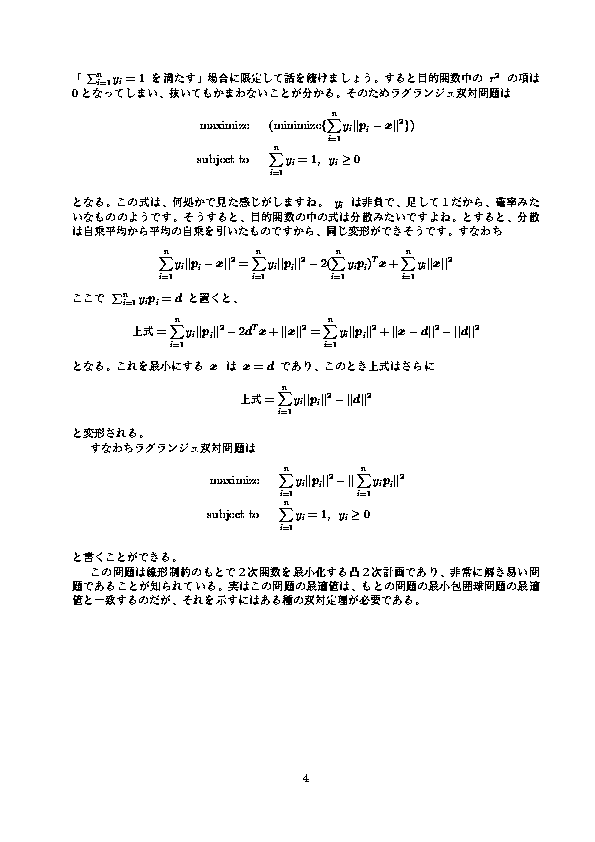 「 ∑_{i=1}^{n} y_i = 1 を満たす」場合に限定して話を続けましょう。すると目的関数中の r² の項は
0 となってしまい、抜いてもかまわないことが分かる。そのためラグランジュ双対問題は
maximize (minimize{∑_{i=1}^{n} y_i||p_i − x||²})
subject to ∑_{i=1}^{n} y_i = 1, y_i ≥ 0
となる。この式は、何処かで見た感じがしますね。 y_i は非負で、足して1だから、確率みた
いなもののようです。そうすると、目的関数の中の式は分散みたいですよね。とすると、分散
は自乗平均から平均の自乗を引いたものですから、同じ変形ができそうです。すなわち
∑_{i=1}^{n} y_i||p_i − x||² = ∑_{i=1}^{n} y_i||p_i||² − 2(∑_{i=1}^{n} y_i p_i)^T x + ∑_{i=1}^{n} y_i||x||²
ここで ∑_{i=1}^{n} y_i p_i = d と置くと、
上式 = ∑_{i=1}^{n} y_i||p_i||² − 2d^T x + ||x||² = ∑_{i=1}^{n} y_i||p_i||² + ||x − d||² − ||d||²
となる。これを最小にする x は x = d であり、このとき上式はさらに
上式 = ∑_{i=1}^{n} y_i||p_i||² − ||d||²
と変形される。
すなわちラグランジュ双対問題は
maximize ∑_{i=1}^{n} y_i||p_i||² − ||∑_{i=1}^{n} y_i p_i||²
subject to ∑_{i=1}^{n} y_i = 1, y_i ≥ 0
と書くことができる。
この問題は線形制約のもとで2次関数を最小化する凸2次計画であり、非常に解き易い問
題であることが知られている。実はこの問題の最適値は、もとの問題の最小包囲球問題の最適
値と一致するのだが、それを示すにはある種の双対定理が必要である。
4